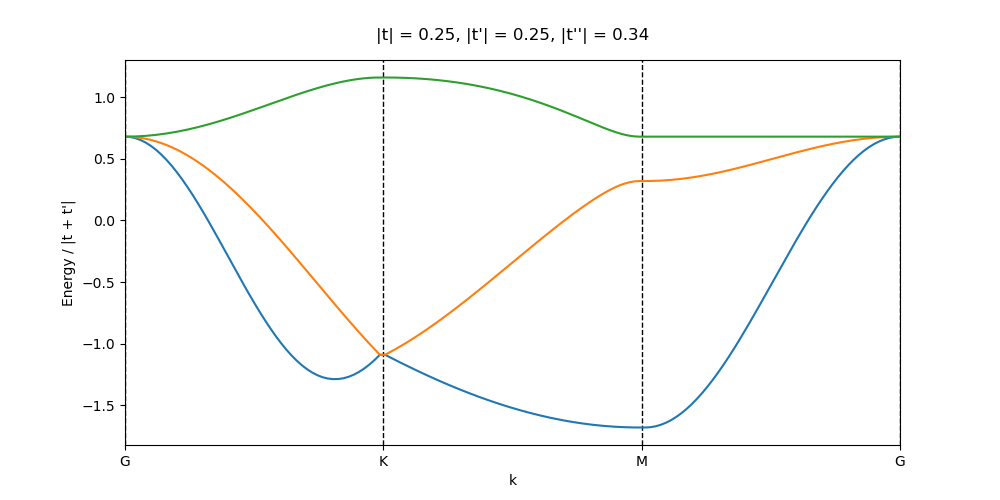 |t| = 0.25, |t'| = 0.25, |t''| = 0.34
Energy / |t + t'|
1.0
0.5
0.0
−0.5
−1.0
−1.5
G K M G
k